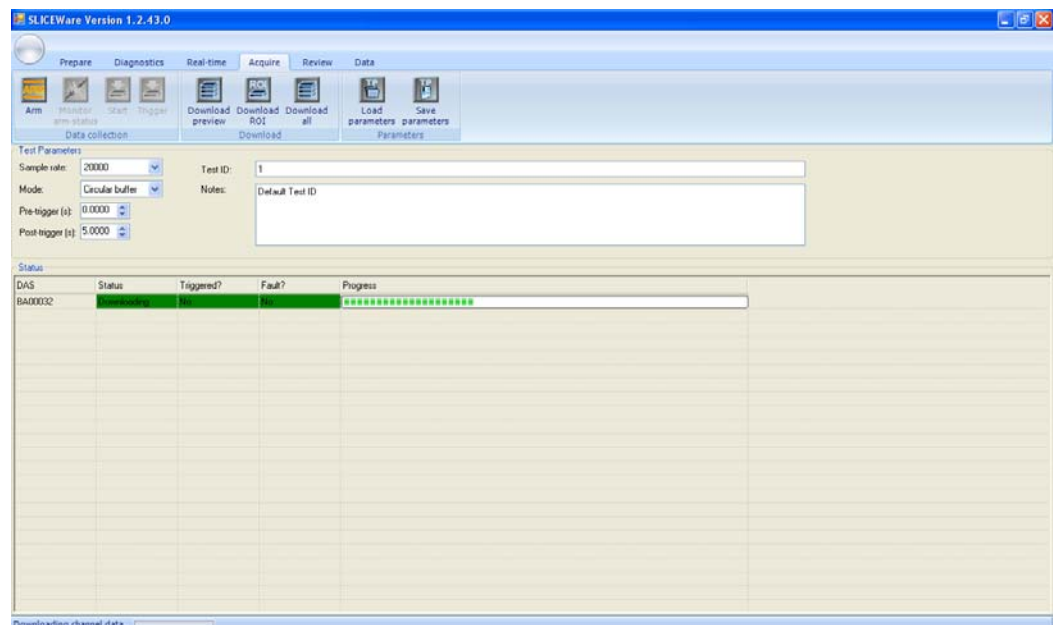 SLICEWare Version 1.2.43.0
Prepare Diagnostics Real-time Acquire Review Data
Arm Monitor arm-status Start Trigger Download preview Download ROI Download all Load parameters Save parameters
Data collection Download Parameters
Test Parameters
Sample rate: 20000 Test ID: 1
Mode: Circular buffer Notes: Default Test ID
Pre-trigger (s): 0.0000
Post-trigger (s): 5.0000
Status
DAS Status Triggered? Fault? Progress
BA00032 Downloading No No
Downloading channel data